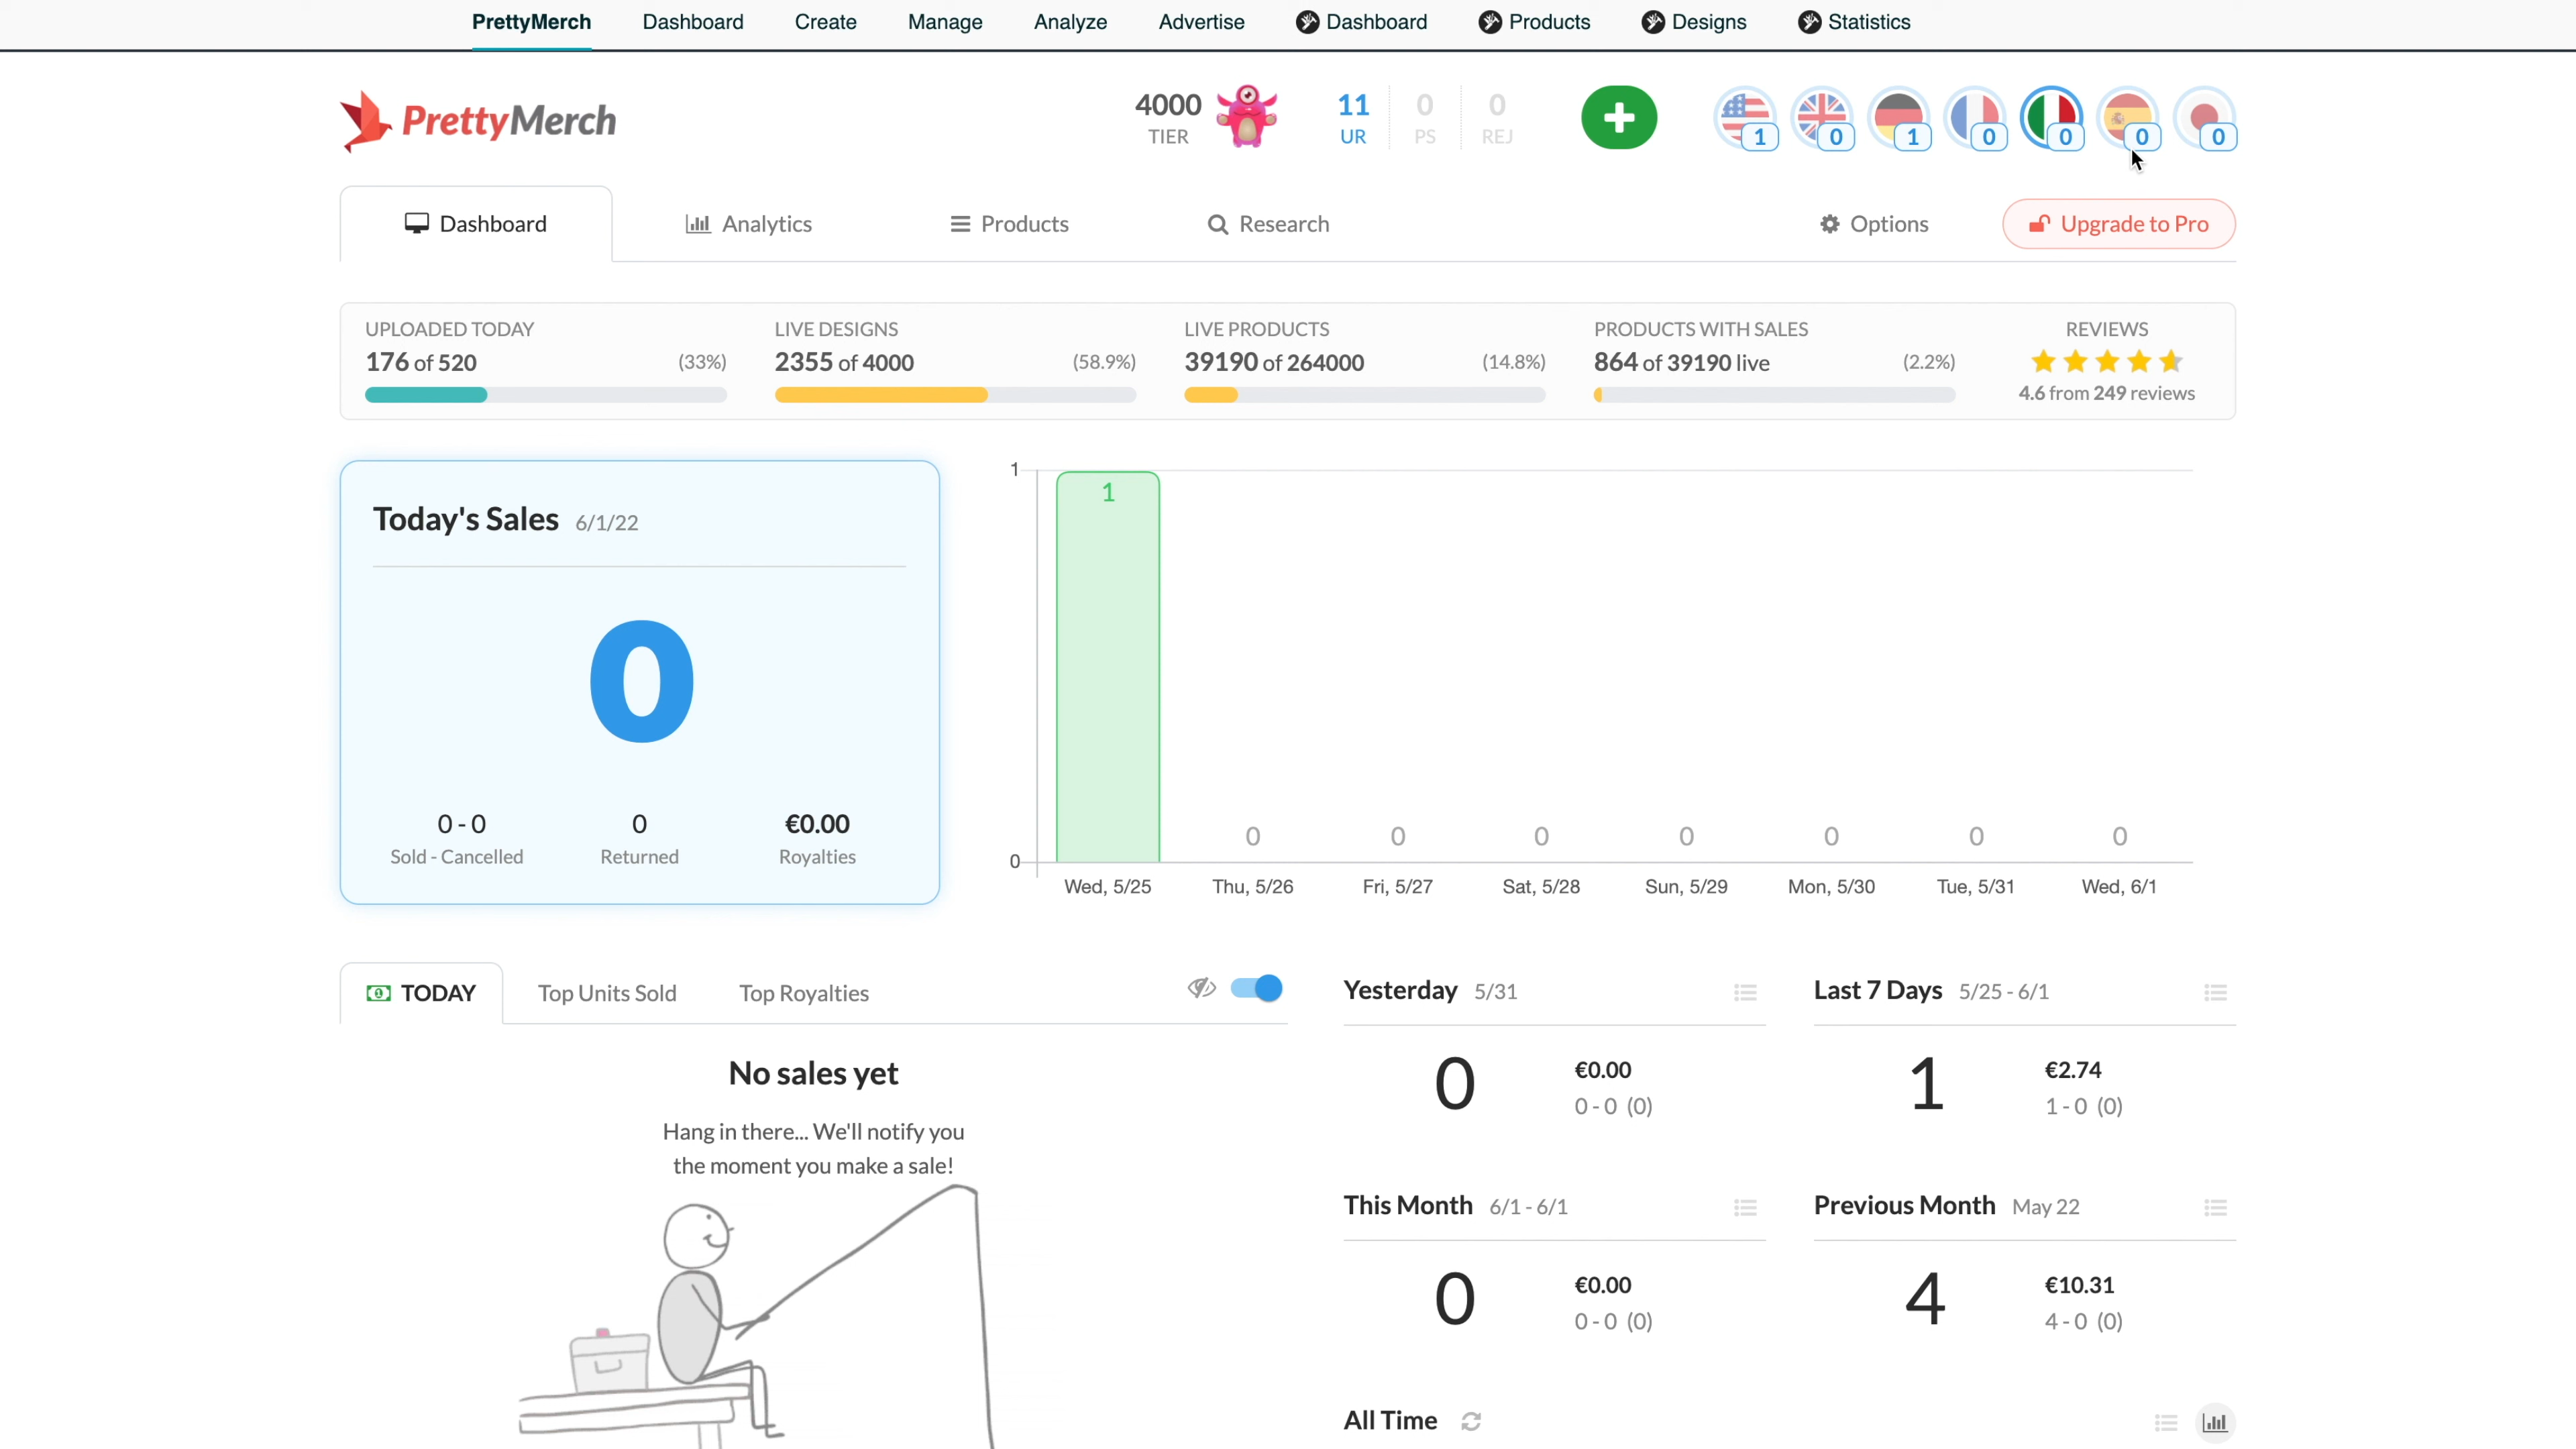 PrettyMerch Dashboard Create Manage Analyze Advertise Dashboard Products Designs Statistics
PrettyMerch
4000 11 0 0
TIER UR PS REJ
1 0 1 0 0 0 0
Dashboard Analytics Products Research Options Upgrade to Pro
UPLOADED TODAY LIVE DESIGNS LIVE PRODUCTS PRODUCTS WITH SALES REVIEWS
176 of 520 (33%) 2355 of 4000 (58.9%) 39190 of 264000 (14.8%) 864 of 39190 live (2.2%)
4.6 from 249 reviews
Today's Sales 6/1/22
0
0 - 0 0 €0.00
Sold - Cancelled Returned Royalties
1
1
0 0 0 0 0 0 0
0
Wed, 5/25 Thu, 5/26 Fri, 5/27 Sat, 5/28 Sun, 5/29 Mon, 5/30 Tue, 5/31 Wed, 6/1
TODAY Top Units Sold Top Royalties
No sales yet
Hang in there... We'll notify you
the moment you make a sale!
Yesterday 5/31
0 €0.00
0 - 0 (0)
Last 7 Days 5/25 - 6/1
1 €2.74
1 - 0 (0)
This Month 6/1 - 6/1
0 €0.00
0 - 0 (0)
Previous Month May 22
4 €10.31
4 - 0 (0)
All Time